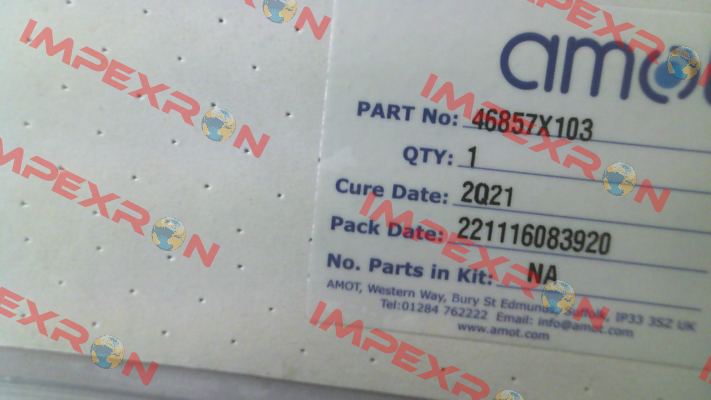 amot
PART No: 46857X103
QTY: 1
Cure Date: 2Q21
Pack Date: 221116083920
No. Parts in Kit: NA
AMOT, Western Way, Bury St Edmunds, Suffolk, IP33 3SZ UK
Tel:01284 762222 Email: info@amot.com
www.amot.com
IMPEXRON
IMPEXRON
IMPEXRON
IMPEXRON
IMPEXRON
IMPEXRON
IMPEXRON
IMPEXRON